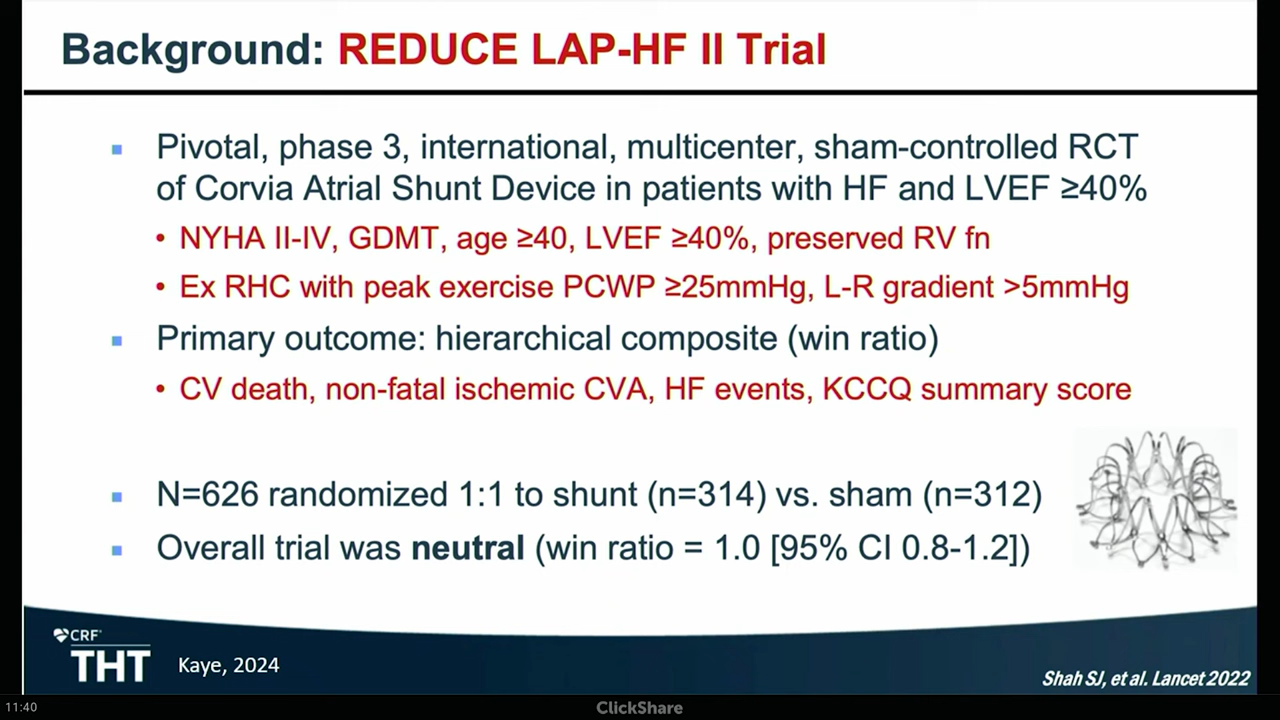 Background: REDUCE LAP-HF II Trial
Pivotal, phase 3, international, multicenter, sham-controlled RCT
of Corvia Atrial Shunt Device in patients with HF and LVEF ≥40%
NYHA II-IV, GDMT, age ≥40, LVEF ≥40%, preserved RV fn
Ex RHC with peak exercise PCWP ≥25mmHg, L-R gradient >5mmHg
Primary outcome: hierarchical composite (win ratio)
CV death, non-fatal ischemic CVA, HF events, KCCQ summary score
N=626 randomized 1:1 to shunt (n=314) vs. sham (n=312)
Overall trial was neutral (win ratio = 1.0 [95% CI 0.8-1.2])
CRF
THT
Kaye, 2024
Shah SJ, et al. Lancet 2022
11:40
ClickShare